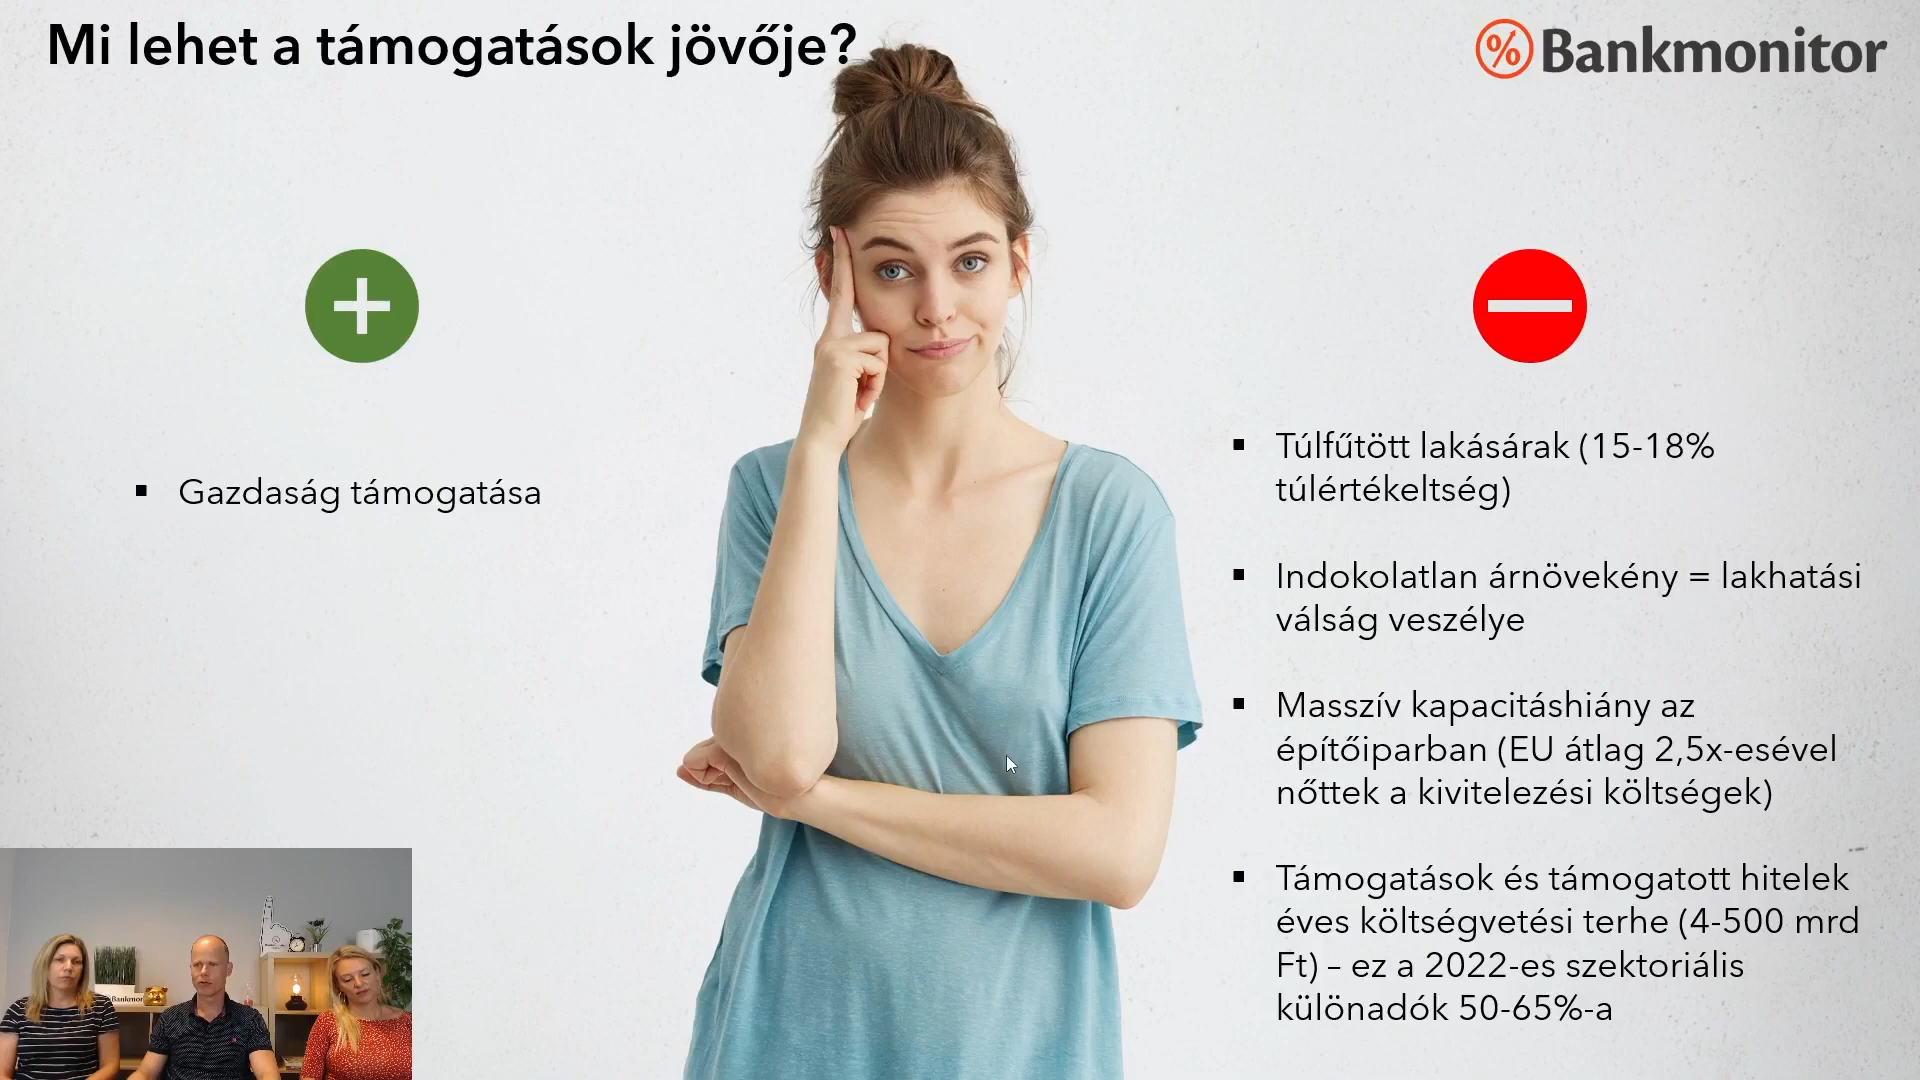 Mi lehet a támogatások jövője?
% Bankmonitor
▪ Gazdaság támogatása
▪ Túlfűtött lakásárak (15-18%
túlértékeltség)
▪ Indokolatlan árnövekény = lakhatási
válság veszélye
▪ Masszív kapacitáshiány az
építőiparban (EU átlag 2,5x-esével
nőttek a kivitelezési költségek)
▪ Támogatások és támogatott hitelek
éves költségvetési terhe (4-500 mrd
Ft) – ez a 2022-es szektoriális
különadók 50-65%-a